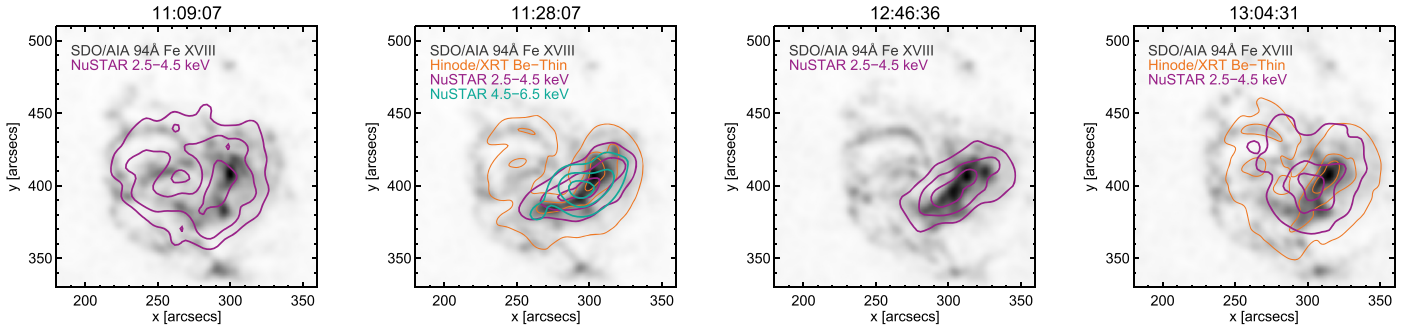 11:09:07
SDO/AIA 94Å Fe XVIII
NuSTAR 2.5−4.5 keV
500
450
400
350
y [arcsecs]
200
250
300
350
x [arcsecs]
11:28:07
SDO/AIA 94Å Fe XVIII
Hinode/XRT Be−Thin
NuSTAR 2.5−4.5 keV
NuSTAR 4.5−6.5 keV
500
450
400
350
y [arcsecs]
200
250
300
350
x [arcsecs]
12:46:36
SDO/AIA 94Å Fe XVIII
NuSTAR 2.5−4.5 keV
500
450
400
350
y [arcsecs]
200
250
300
350
x [arcsecs]
13:04:31
SDO/AIA 94Å Fe XVIII
Hinode/XRT Be−Thin
NuSTAR 2.5−4.5 keV
500
450
400
350
y [arcsecs]
200
250
300
350
x [arcsecs]